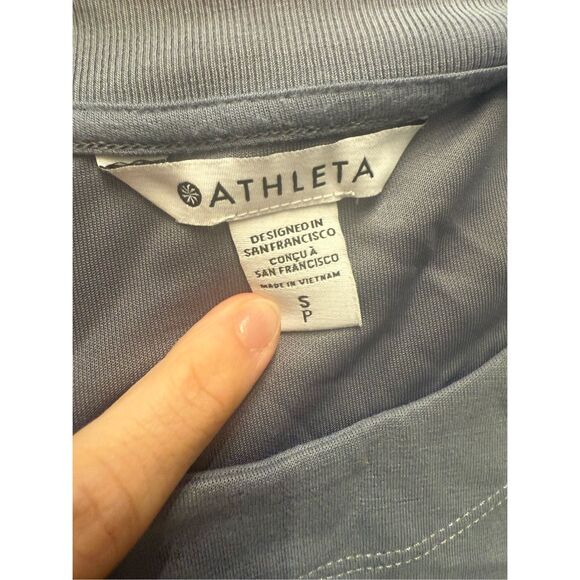 ATHLETA
DESIGNED IN
SAN FRANCISCO
CONÇU À
SAN FRANCISCO
MADE IN VIETNAM
S
P